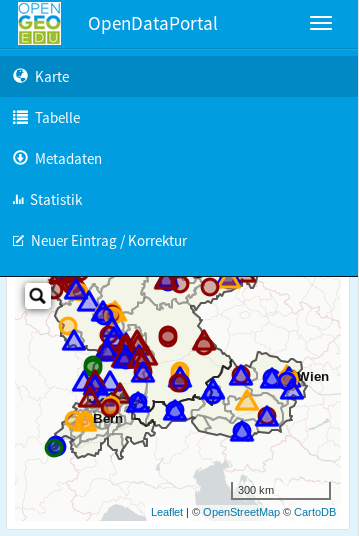 OPEN
GEO
EDU
OpenDataPortal
Karte
Tabelle
Metadaten
Statistik
Neuer Eintrag / Korrektur
Wien
Bern
300 km
Leaflet | © OpenStreetMap © CartoDB